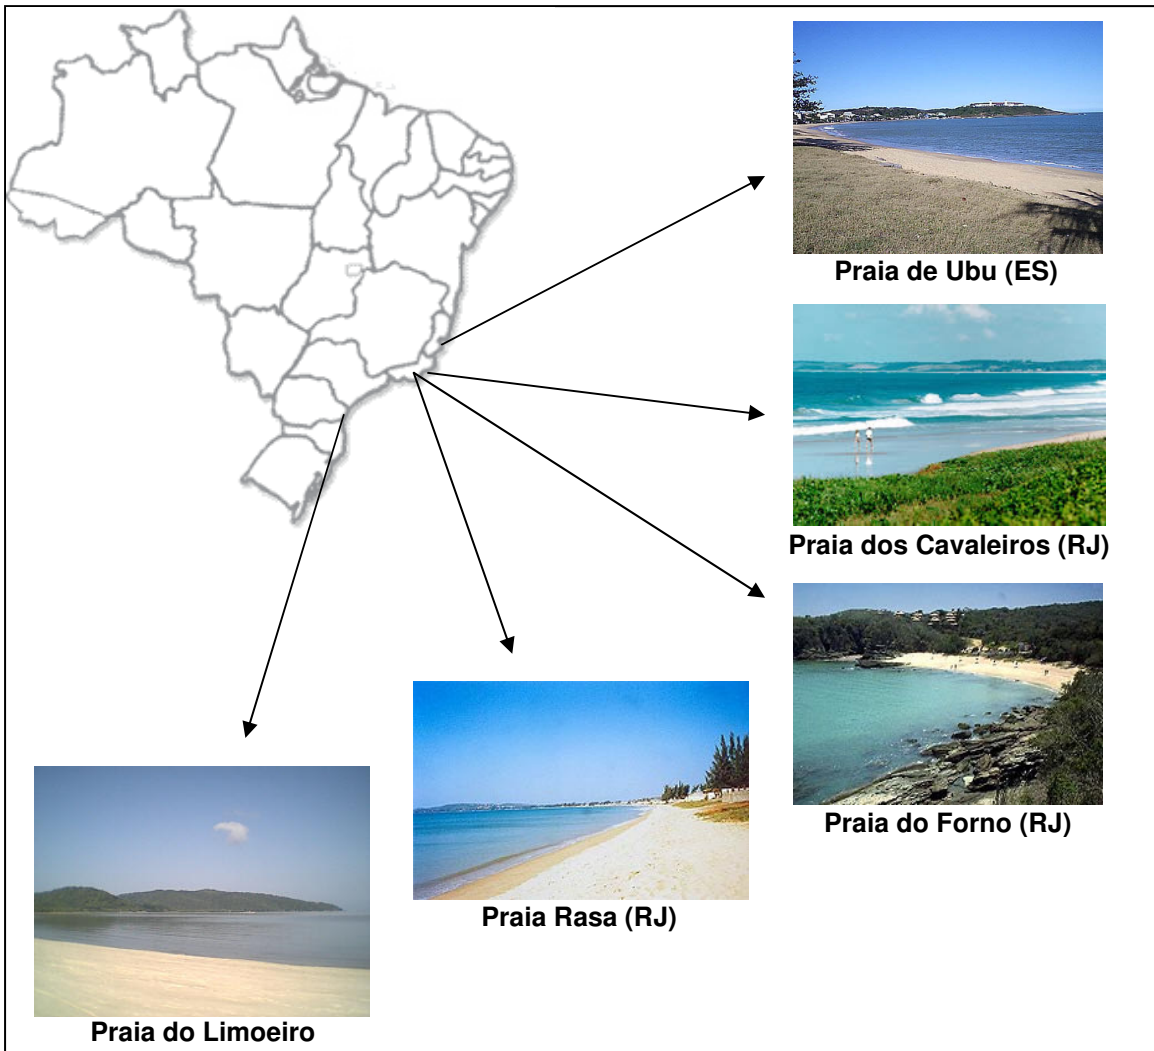 Praia de Ubu (ES)
Praia dos Cavaleiros (RJ)
Praia do Forno (RJ)
Praia Rasa (RJ)
Praia do Limoeiro